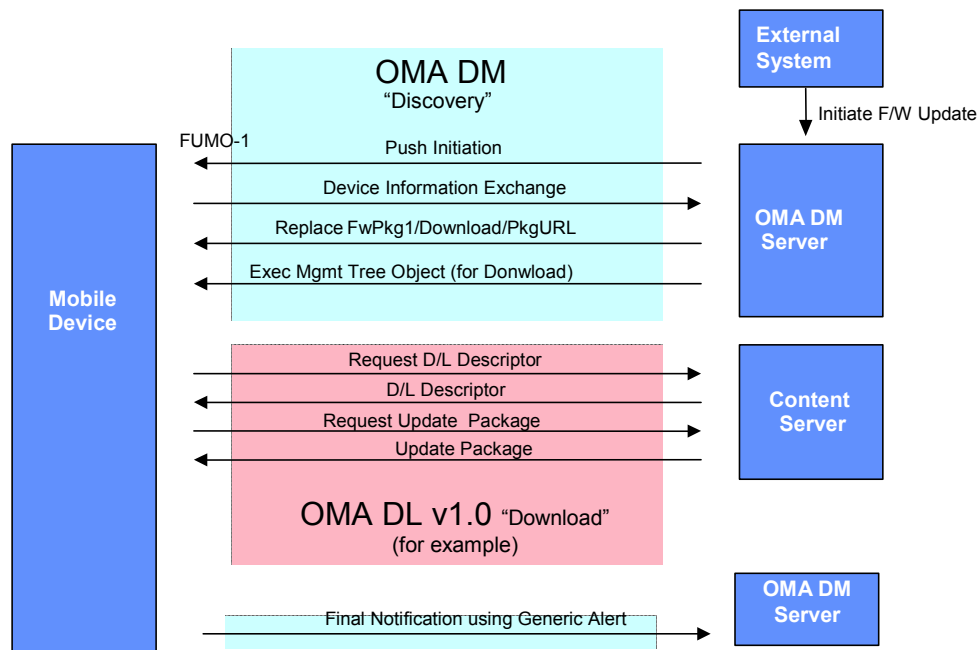 External
System
OMA DM
“Discovery”
Initiate F/W Update
FUMO-1
Push Initiation
Device Information Exchange
Replace FwPkg1/Download/PkgURL
Exec Mgmt Tree Object (for Donwload)
OMA DM
Server
Mobile
Device
Request D/L Descriptor
D/L Descriptor
Request Update Package
Update Package
Content
Server
OMA DL v1.0 “Download”
(for example)
OMA DM
Server
Final Notification using Generic Alert